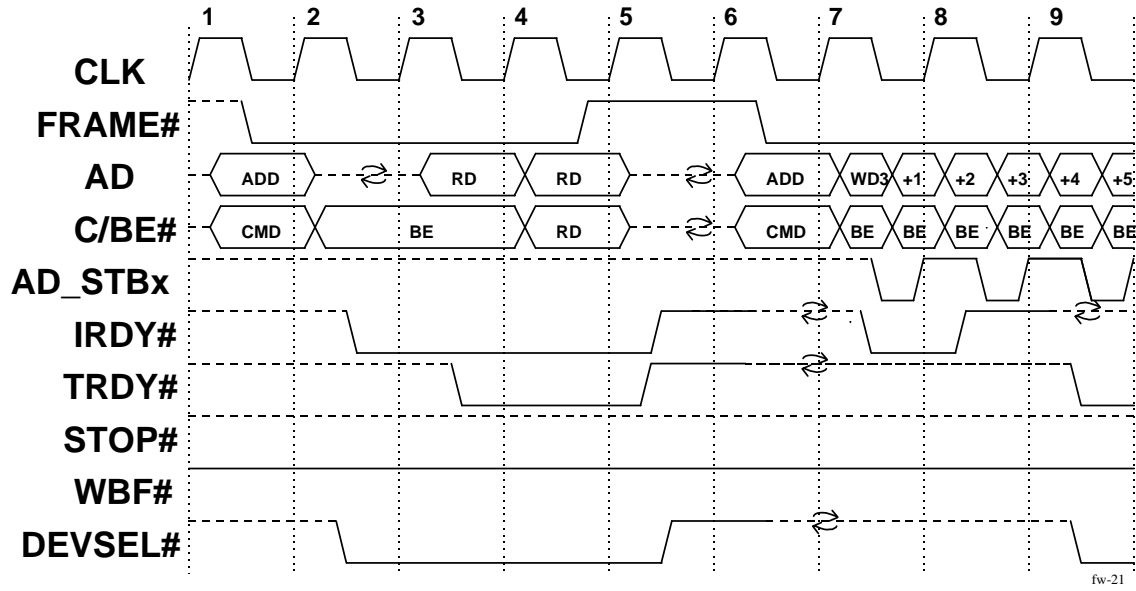 1 2 3 4 5 6 7 8 9
CLK
FRAME#
AD ADD RD RD ADD WD3 +1 +2 +3 +4 +5
C/BE# CMD BE RD CMD BE BE BE BE BE BE
AD_STBx
IRDY#
TRDY#
STOP#
WBF#
DEVSEL#
fw-21